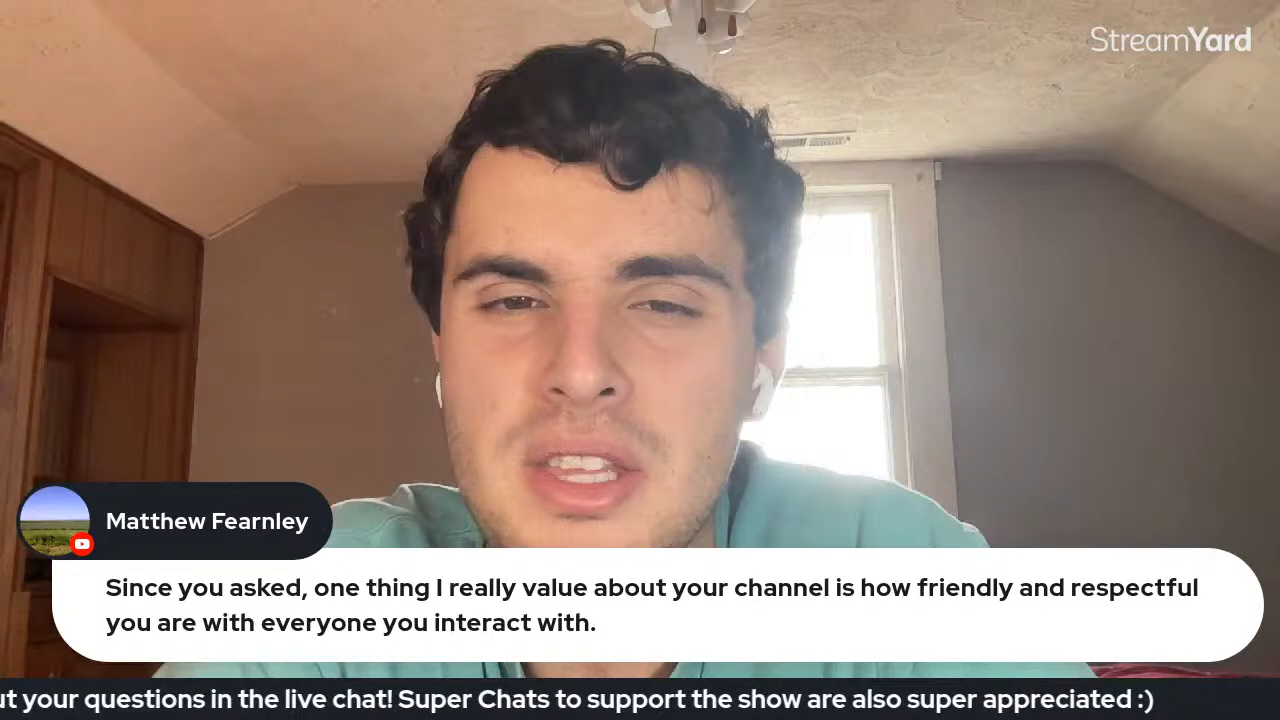 StreamYard
Matthew Fearnley
Since you asked, one thing I really value about your channel is how friendly and respectful
you are with everyone you interact with.
your questions in the live chat! Super Chats to support the show are also super appreciated :)